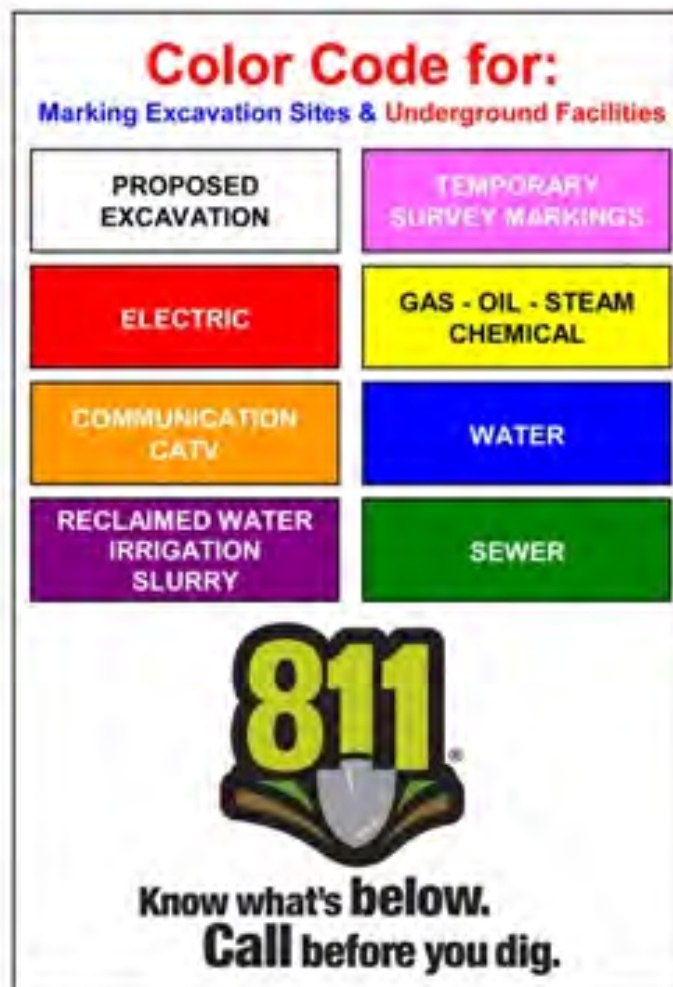 Color Code for:
Marking Excavation Sites & Underground Facilities
PROPOSED
EXCAVATION
TEMPORARY
SURVEY MARKINGS
ELECTRIC
GAS - OIL - STEAM
CHEMICAL
COMMUNICATION
CATV
WATER
RECLAIMED WATER
IRRIGATION
SLURRY
SEWER
811®
Know what's below.
Call before you dig.